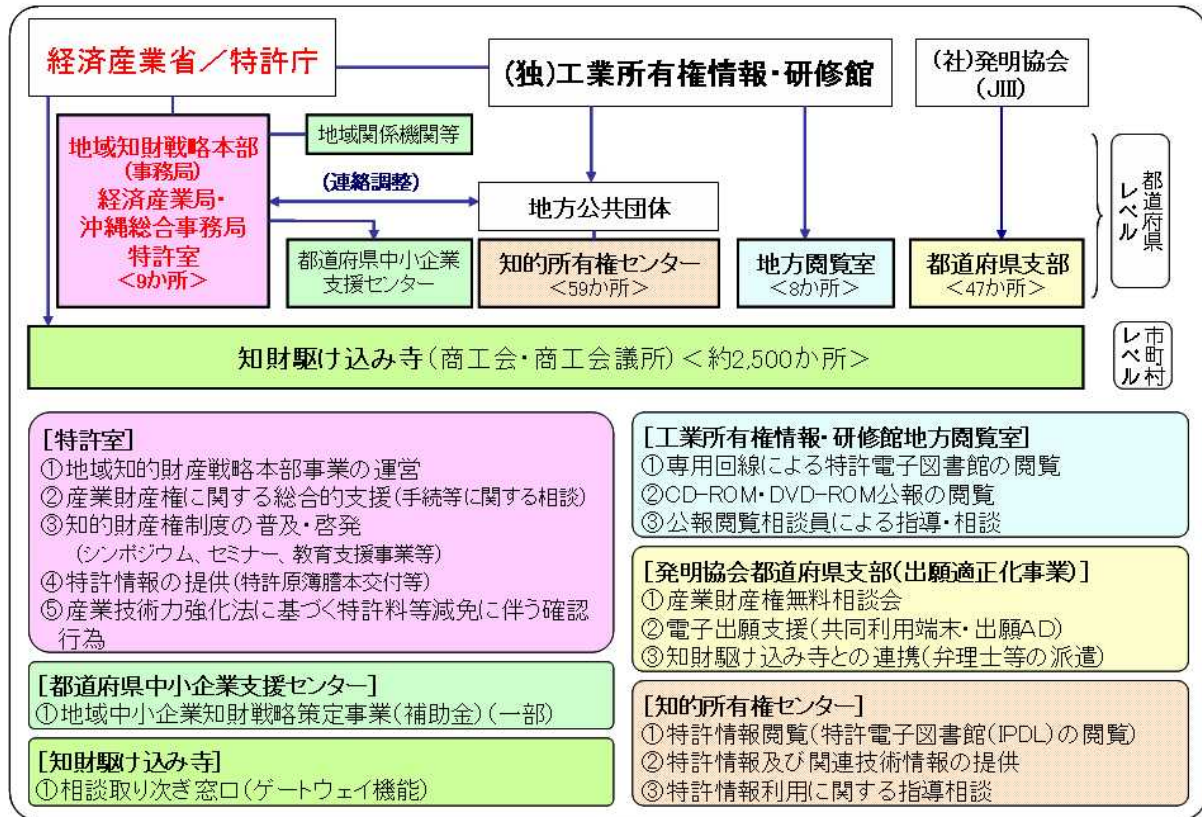 経済産業省／特許庁
(独)工業所有権情報・研修館
(社)発明協会
(JIII)
地域知財戦略本部
(事務局)
経済産業局・
沖縄総合事務局
特許室
<9か所>
地域関係機関等
(連絡調整)
地方公共団体
都道府県中小企業
支援センター
知的所有権センター
<59か所>
地方閲覧室
<8か所>
都道府県支部
<47か所>
都道府県
レベル
知財駆け込み寺(商工会・商工会議所)<約2,500か所>
市町村
レベル
[特許室]
①地域知的財産戦略本部事業の運営
②産業財産権に関する総合的支援(手続等に関する相談)
③知的財産権制度の普及・啓発
(シンポジウム、セミナー、教育支援事業等)
④特許情報の提供(特許原簿謄本交付等)
⑤産業技術力強化法に基づく特許料等減免に伴う確認
行為
[都道府県中小企業支援センター]
①地域中小企業知財戦略策定事業(補助金)(一部)
[知財駆け込み寺]
①相談取り次ぎ窓口(ゲートウェイ機能)
[工業所有権情報・研修館地方閲覧室]
①専用回線による特許電子図書館の閲覧
②CD-ROM・DVD-ROM公報の閲覧
③公報閲覧相談員による指導・相談
[発明協会都道府県支部(出願適正化事業)]
①産業財産権無料相談会
②電子出願支援(共同利用端末・出願AD)
③知財駆け込み寺との連携(弁理士等の派遣)
[知的所有権センター]
①特許情報閲覧(特許電子図書館(IPDL)の閲覧)
②特許情報及び関連技術情報の提供
③特許情報利用に関する指導相談